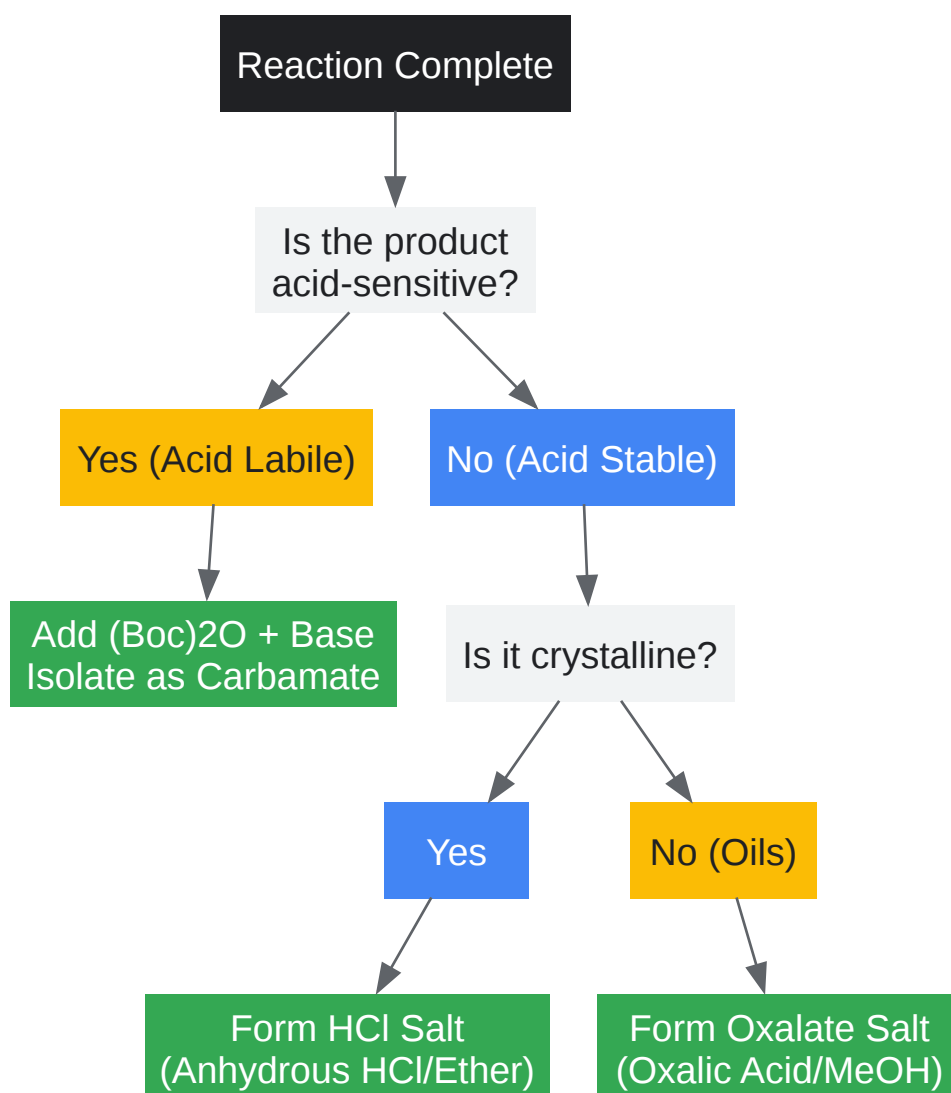 Reaction Complete
Is the product
acid-sensitive?
Yes (Acid Labile)
No (Acid Stable)
Add (Boc)2O + Base
Isolate as Carbamate
Is it crystalline?
Yes
No (Oils)
Form HCl Salt
(Anhydrous HCl/Ether)
Form Oxalate Salt
(Oxalic Acid/MeOH)